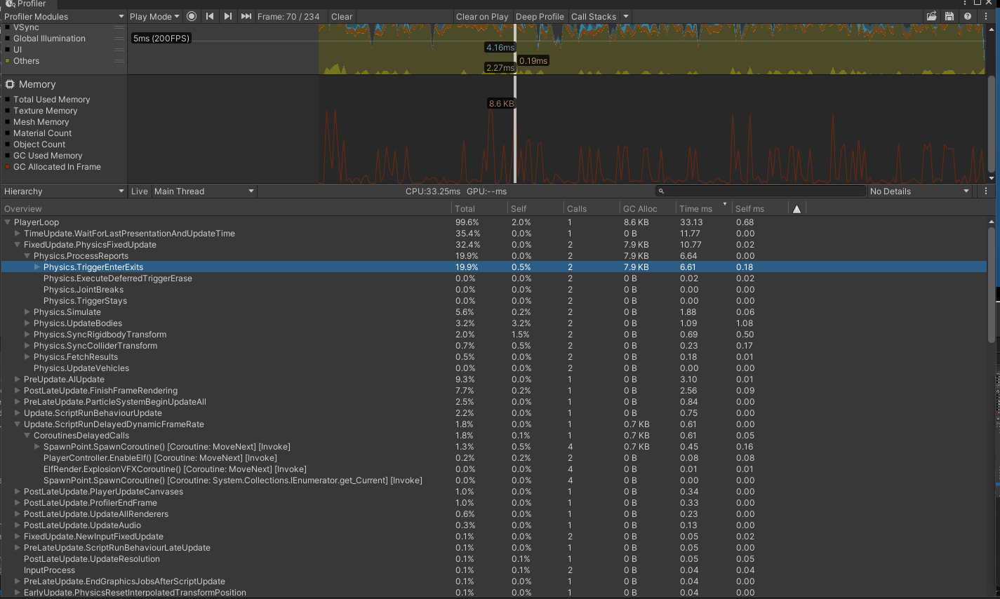 Profiler
Profiler Modules Play Mode Frame: 70 / 234 Clear Clear on Play Deep Profile Call Stacks
VSync
Global Illumination
UI
Others
5ms (200FPS)
4.16ms
0.19ms
2.27ms
Memory
Total Used Memory
Texture Memory
Mesh Memory
Material Count
Object Count
GC Used Memory
GC Allocated In Frame
8.6 KB
Hierarchy Live Main Thread CPU:33.25ms GPU:--ms No Details
Overview Total Self Calls GC Alloc Time ms Self ms
PlayerLoop 99.6% 2.0% 1 8.6 KB 33.13 0.68
TimeUpdate.WaitForLastPresentationAndUpdateTime 35.4% 0.0% 1 0 B 11.77 0.00
FixedUpdate.PhysicsFixedUpdate 32.4% 0.0% 2 7.9 KB 10.77 0.02
Physics.ProcessReports 19.9% 0.0% 2 7.9 KB 6.64 0.00
Physics.TriggerEnterExits 19.9% 0.5% 2 7.9 KB 6.61 0.18
Physics.ExecuteDeferredTriggerErase 0.0% 0.0% 2 0 B 0.02 0.02
Physics.JointBreaks 0.0% 0.0% 2 0 B 0.00 0.00
Physics.TriggerStays 0.0% 0.0% 2 0 B 0.00 0.00
Physics.Simulate 5.6% 0.2% 2 0 B 1.88 0.06
Physics.UpdateBodies 3.2% 3.2% 2 0 B 1.09 1.08
Physics.SyncRigidbodyTransform 2.0% 1.5% 2 0 B 0.69 0.50
Physics.SyncColliderTransform 0.7% 0.5% 2 0 B 0.23 0.17
Physics.FetchResults 0.5% 0.0% 2 0 B 0.18 0.01
Physics.UpdateVehicles 0.0% 0.0% 2 0 B 0.00 0.00
PreUpdate.AIUpdate 9.3% 0.0% 1 0 B 3.10 0.01
PostLateUpdate.FinishFrameRendering 7.7% 0.2% 1 0 B 2.56 0.09
PreLateUpdate.ParticleSystemBeginUpdateAll 2.5% 0.0% 1 0 B 0.84 0.00
Update.ScriptRunBehaviourUpdate 2.2% 0.0% 1 0 B 0.75 0.00
Update.ScriptRunDelayedDynamicFrameRate 1.8% 0.0% 1 0.7 KB 0.61 0.00
CoroutinesDelayedCalls 1.8% 0.1% 1 0.7 KB 0.61 0.05
SpawnPoint.SpawnCoroutine() [Coroutine: MoveNext] [Invoke] 1.3% 0.5% 4 0.7 KB 0.45 0.16
PlayerController.EnableElf() [Coroutine: MoveNext] [Invoke] 0.2% 0.2% 2 0 B 0.08 0.08
ElfRender.ExplosionVFXCoroutine() [Coroutine: MoveNext] [Invoke] 0.0% 0.0% 4 0 B 0.01 0.01
SpawnPoint.SpawnCoroutine() [Coroutine: System.Collections.IEnumerator.get_Current] [Invoke] 0.0% 0.0% 4 0 B 0.00 0.00
PostLateUpdate.PlayerUpdateCanvases 1.0% 0.0% 1 0 B 0.34 0.00
PostLateUpdate.ProfilerEndFrame 1.0% 0.0% 1 0 B 0.33 0.00
PostLateUpdate.UpdateAllRenderers 0.6% 0.0% 1 0 B 0.23 0.00
PostLateUpdate.UpdateAudio 0.3% 0.0% 1 0 B 0.13 0.00
FixedUpdate.NewInputFixedUpdate 0.1% 0.0% 2 0 B 0.05 0.02
PreLateUpdate.ScriptRunBehaviourLateUpdate 0.1% 0.0% 1 0 B 0.05 0.00
PostLateUpdate.UpdateResolution 0.1% 0.1% 1 0 B 0.05 0.05
InputProcess 0.1% 0.1% 2 0 B 0.04 0.04
PreLateUpdate.EndGraphicsJobsAfterScriptUpdate 0.1% 0.0% 1 0 B 0.04 0.00
EarlyUpdate.PhysicsResetInterpolatedTransformPosition 0.1% 0.0% 1 0 B 0.04 0.00